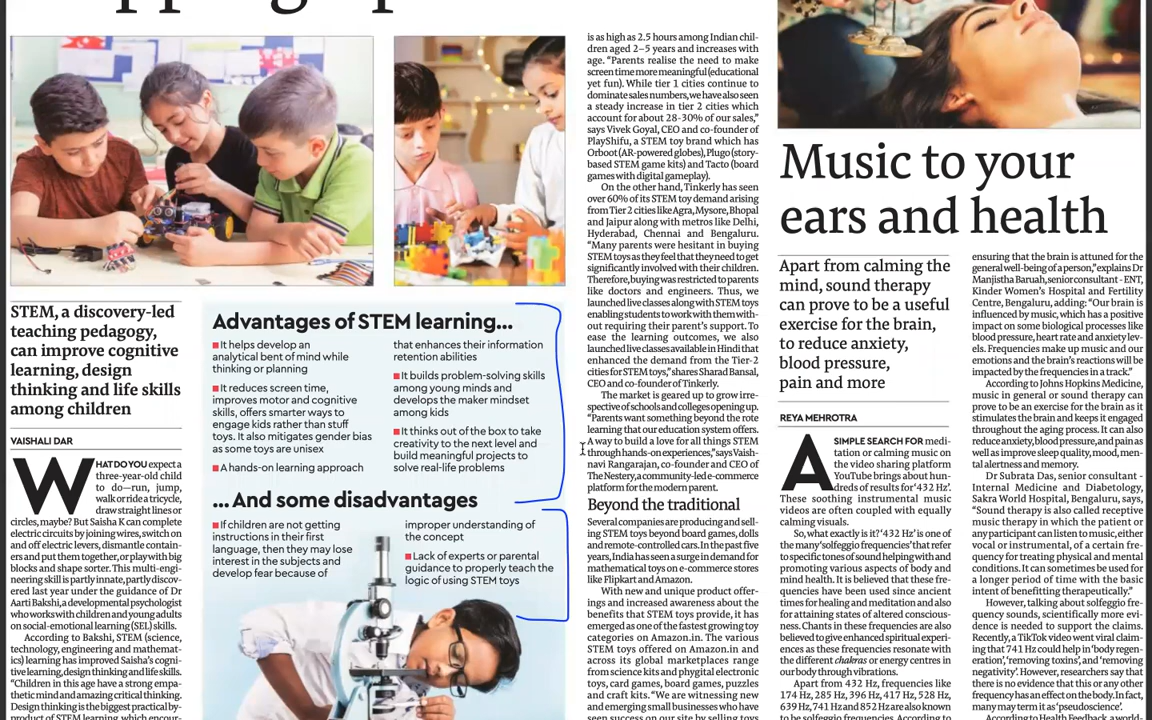 STEM, a discovery-led
teaching pedagogy,
can improve cognitive
learning, design
thinking and life skills
among children
VAISHALI DAR
WHAT DO YOU expect a
three-year-old child
to do—run, jump,
walk or ride a tricycle,
draw straight lines or
circles, maybe? But Saisha K can complete
electric circuits by joining wires, switch on
and off electric levers, dismantle contain-
ers and put them together, or play with big
blocks and shape sorter. This multi-engi-
neering skill is partly innate, partly discov-
ered last year under the guidance of Dr
Aarti Bakshi, a developmental psychologist
who works with children and young adults
on social-emotional learning (SEL) skills.
According to Bakshi, STEM (science,
technology, engineering and mathemat-
ics) learning has improved Saisha's cogni-
tive learning, design thinking and life skills.
"Children in this age have a strong empa-
thetic mind and amazing critical thinking.
Design thinking is the biggest practical by-
product of STEM learning, which encour-
Advantages of STEM learning...
It helps develop an
analytical bent of mind while
thinking or planning
It reduces screen time,
improves motor and cognitive
skills, offers smarter ways to
engage kids rather than stuff
toys. It also mitigates gender bias
as some toys are unisex
A hands-on learning approach
that enhances their information
retention abilities
It builds problem-solving skills
among young minds and
develops the maker mindset
among kids
It thinks out of the box to take
creativity to the next level and
build meaningful projects to
solve real-life problems
... And some disadvantages
If children are not getting
instructions in their first
language, then they may lose
interest in the subjects and
develop fear because of
improper understanding of
the concept
Lack of experts or parental
guidance to properly teach the
logic of using STEM toys
is as high as 2.5 hours among Indian chil-
dren aged 2–5 years and increases with
age. "Parents realise the need to make
screen time more meaningful (educational
yet fun). While tier 1 cities continue to
dominate sales numbers, we have also seen
a steady increase in tier 2 cities which
account for about 28-30% of our sales,"
says Vivek Goyal, CEO and co-founder of
PlayShifu, a STEM toy brand which has
Orboot (AR-powered globes), Plugo (story-
based STEM game kits) and Tacto (board
games with digital gameplay).
On the other hand, Tinkerly has seen
over 60% of its STEM toy demand arising
from Tier 2 cities like Agra, Mysore, Bhopal
and Jaipur along with metros like Delhi,
Hyderabad, Chennai and Bengaluru.
"Many parents were hesitant in buying
STEM toys as they feel that they need to get
significantly involved with their children.
Therefore, buying was restricted to parents
like doctors and engineers. Thus, we
launched live classes along with STEM toys
enabling students to work with them with-
out requiring their parent's support. To
ease the learning outcomes, we also
launched live classes available in Hindi that
enhanced the demand from the Tier-2
cities for STEM toys," shares Sharad Bansal,
CEO and co-founder of Tinkerly.
The market is geared up to grow irre-
spective of schools and colleges opening up.
"Parents want something beyond the rote
learning that our education system offers.
A way to build a love for all things STEM
through hands-on experiences," says Vaish-
navi Rangarajan, co-founder and CEO of
The Nestery, a community-led e-commerce
platform for the modern parent.
Beyond the traditional
Several companies are producing and sell-
ing STEM toys beyond board games, dolls
and remote-controlled cars. In the past five
years, India has seen a surge in demand for
mathematical toys on e-commerce stores
like Flipkart and Amazon.
With new and unique product offer-
ings and increased awareness about the
benefits that STEM toys provide, it has
emerged as one of the fastest growing toy
categories on Amazon.in. The various
STEM toys offered on Amazon.in and
across its global marketplaces range
from science kits and phygital electronic
toys, card games, board games, puzzles
and craft kits. "We are witnessing new
and emerging small businesses who have
seen success on our site by selling toys
Music to your
ears and health
Apart from calming the
mind, sound therapy
can prove to be a useful
exercise for the brain,
to reduce anxiety,
blood pressure,
pain and more
REYA MEHROTRA
A SIMPLE SEARCH FOR medi-
tation or calming music on
the video sharing platform
YouTube brings about hun-
dreds of results for '432 Hz'.
These soothing instrumental music
videos are often coupled with equally
calming visuals.
So, what exactly is it? '432 Hz' is one of
the many 'solfeggio frequencies' that refer
to specific tones of sound helping with and
promoting various aspects of body and
mind health. It is believed that these fre-
quencies have been used since ancient
times for healing and meditation and also
for attaining states of altered conscious-
ness. Chants in these frequencies are also
believed to give enhanced spiritual experi-
ences as these frequencies resonate with
the different chakras or energy centres in
our body through vibrations.
Apart from 432 Hz, frequencies like
174 Hz, 285 Hz, 396 Hz, 417 Hz, 528 Hz,
639 Hz, 741 Hz and 852 Hz are also known
to be solfeggio frequencies. According to
ensuring that the brain is attuned for the
general well-being of a person," explains Dr
Manjistha Baruah, senior consultant - ENT,
Kinder Women's Hospital and Fertility
Centre, Bengaluru, adding: "Our brain is
influenced by music, which has a positive
impact on some biological processes like
blood pressure, heart rate and anxiety lev-
els. Frequencies make up music and our
emotions and the brain's reactions will be
impacted by the frequencies in a track."
According to Johns Hopkins Medicine,
music in general or sound therapy can
prove to be an exercise for the brain as it
stimulates the brain and keeps it engaged
throughout the aging process. It can also
reduce anxiety, blood pressure, and pain as
well as improve sleep quality, mood, men-
tal alertness and memory.
Dr Subrata Das, senior consultant -
Internal Medicine and Diabetology,
Sakra World Hospital, Bengaluru, says,
"Sound therapy is also called receptive
music therapy in which the patient or
any participant can listen to music, either
vocal or instrumental, of a certain fre-
quency for treating physical and mental
conditions. It can sometimes be used for
a longer period of time with the basic
intent of benefitting therapeutically."
However, talking about solfeggio fre-
quency sounds, scientifically more evi-
dence is needed to support the claims.
Recently, a TikTok video went viral claim-
ing that 741 Hz could help in 'body regen-
eration', 'removing toxins', and 'removing
negativity'. However, researchers say that
there is no evidence that this or any other
frequency has an effect on the body. In fact,
many may term it as 'pseudoscience'.
According to Health Feedback, a world-